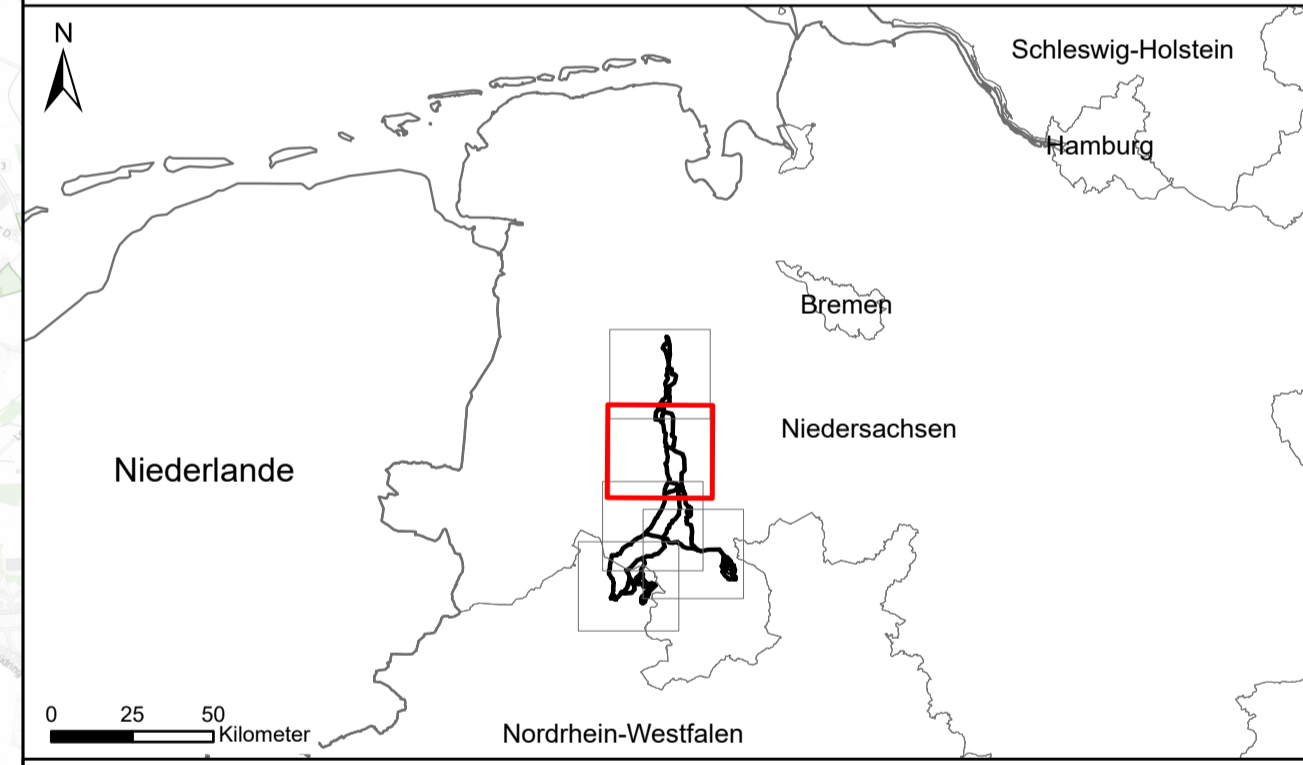 N
Schleswig-Holstein
Hamburg
Bremen
Niedersachsen
Niederlande
0 25 50
Kilometer
Nordrhein-Westfalen